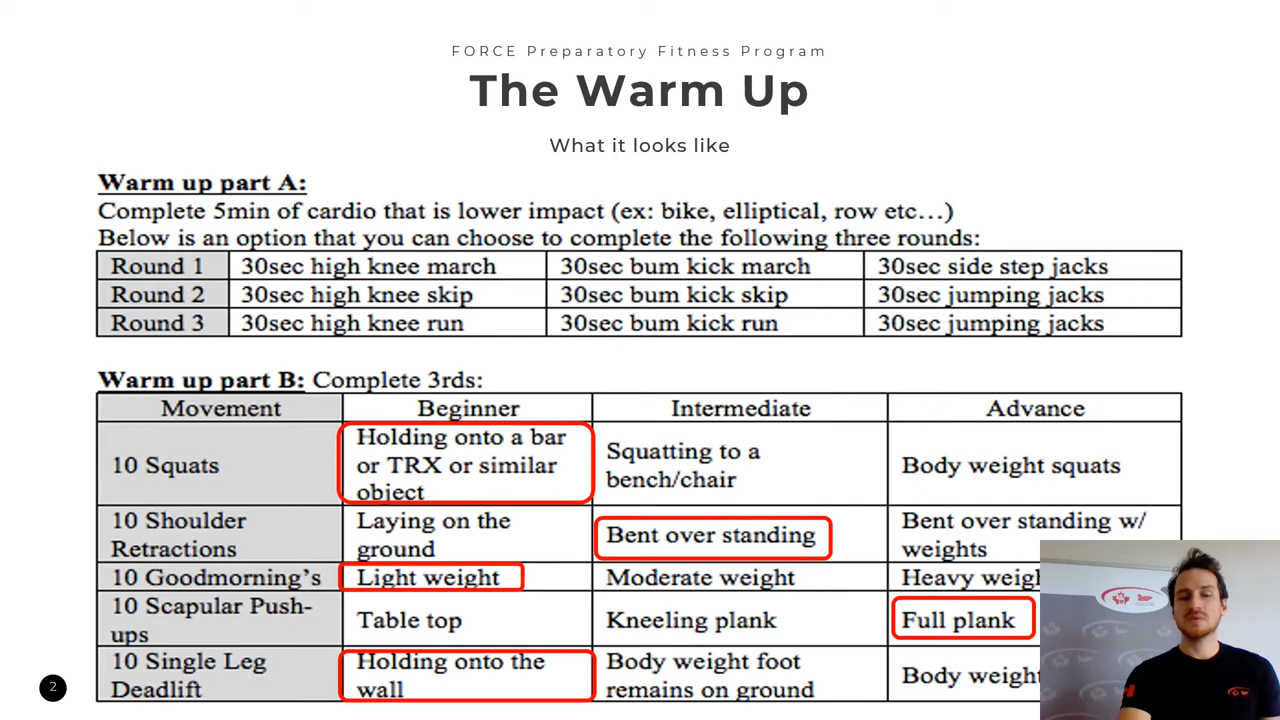 FORCE Preparatory Fitness Program
The Warm Up
What it looks like
Warm up part A:
Complete 5min of cardio that is lower impact (ex: bike, elliptical, row etc…)
Below is an option that you can choose to complete the following three rounds:
Round 1 30sec high knee march 30sec bum kick march 30sec side step jacks
Round 2 30sec high knee skip 30sec bum kick skip 30sec jumping jacks
Round 3 30sec high knee run 30sec bum kick run 30sec jumping jacks
Warm up part B: Complete 3rds:
Movement Beginner Intermediate Advance
10 Squats
Holding onto a bar
or TRX or similar
object
Squatting to a
bench/chair
Body weight squats
10 Shoulder
Retractions
Laying on the
ground
Bent over standing
Bent over standing w/
weights
10 Goodmorning's Light weight Moderate weight Heavy weigh
10 Scapular Push-
ups
Table top
Kneeling plank
Full plank
10 Single Leg
Deadlift
Holding onto the
wall
Body weight foot
remains on ground
Body weight
2